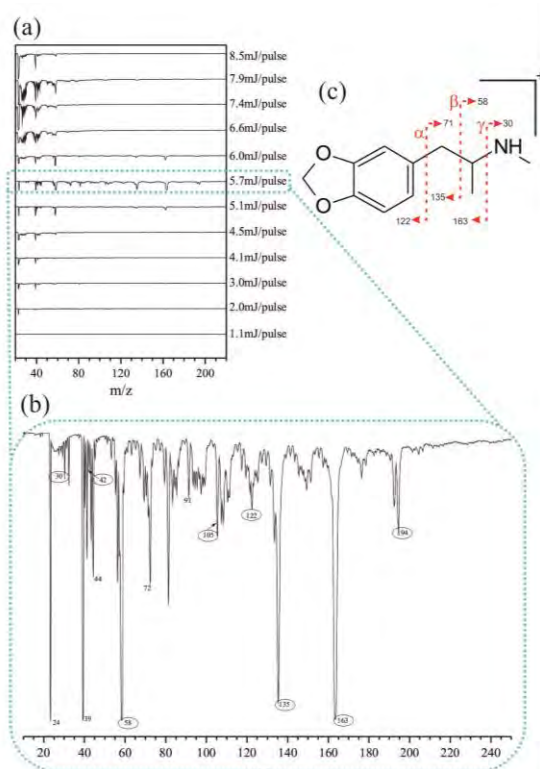 (a)
8.5mJ/pulse
7.9mJ/pulse
7.4mJ/pulse
6.6mJ/pulse
6.0mJ/pulse
5.7mJ/pulse
5.1mJ/pulse
4.5mJ/pulse
4.1mJ/pulse
3.0mJ/pulse
2.0mJ/pulse
1.1mJ/pulse
40 80 120 160 200
m/z
(c)
β 58
α 71 γ 30
O
NH
O
135
122 163
(b)
30 42
91
105 122
194
44 72
24 39 58 135 163
20 40 60 80 100 120 140 160 180 200 220 240